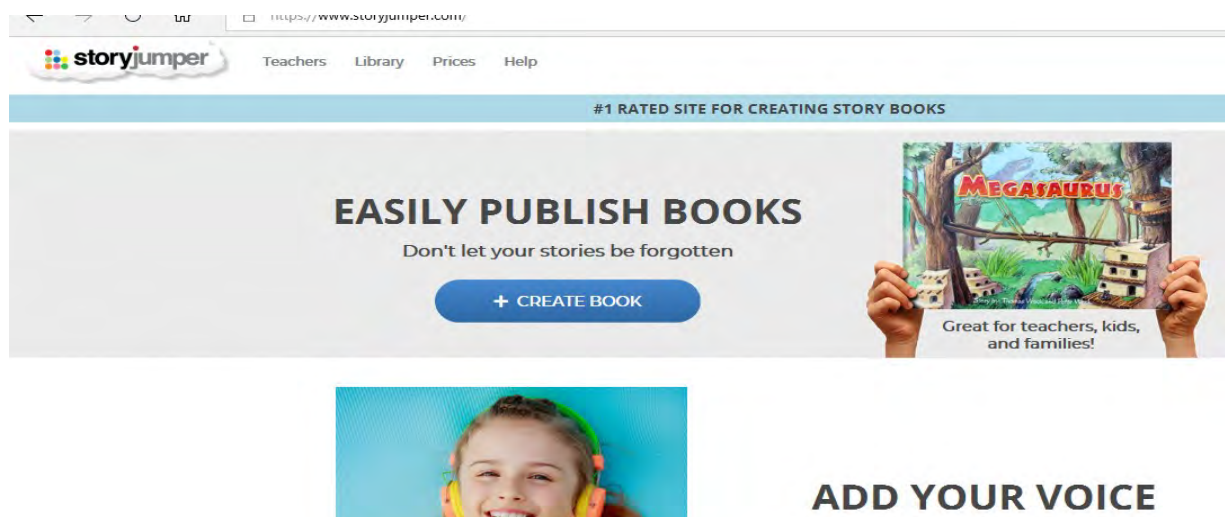 https://www.storyjumper.com/
storyjumper
Teachers Library Prices Help
#1 RATED SITE FOR CREATING STORY BOOKS
EASILY PUBLISH BOOKS
Don't let your stories be forgotten
+ CREATE BOOK
MEGASAURUS
Great for teachers, kids,
and families!
ADD YOUR VOICE